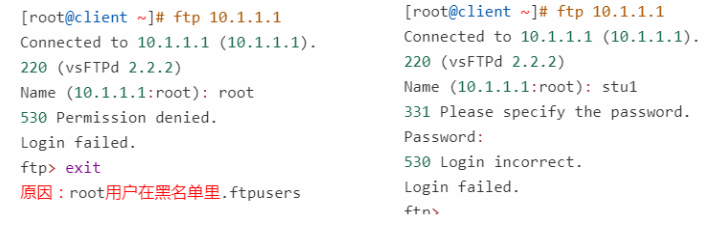 [root@client ~]# ftp 10.1.1.1
Connected to 10.1.1.1 (10.1.1.1).
220 (vsFTPd 2.2.2)
Name (10.1.1.1:root): root
530 Permission denied.
Login failed.
ftp> exit
原因：root用户在黑名单里.ftpusers
[root@client ~]# ftp 10.1.1.1
Connected to 10.1.1.1 (10.1.1.1).
220 (vsFTPd 2.2.2)
Name (10.1.1.1:root): stu1
331 Please specify the password.
Password:
530 Login incorrect.
Login failed.
ftp>